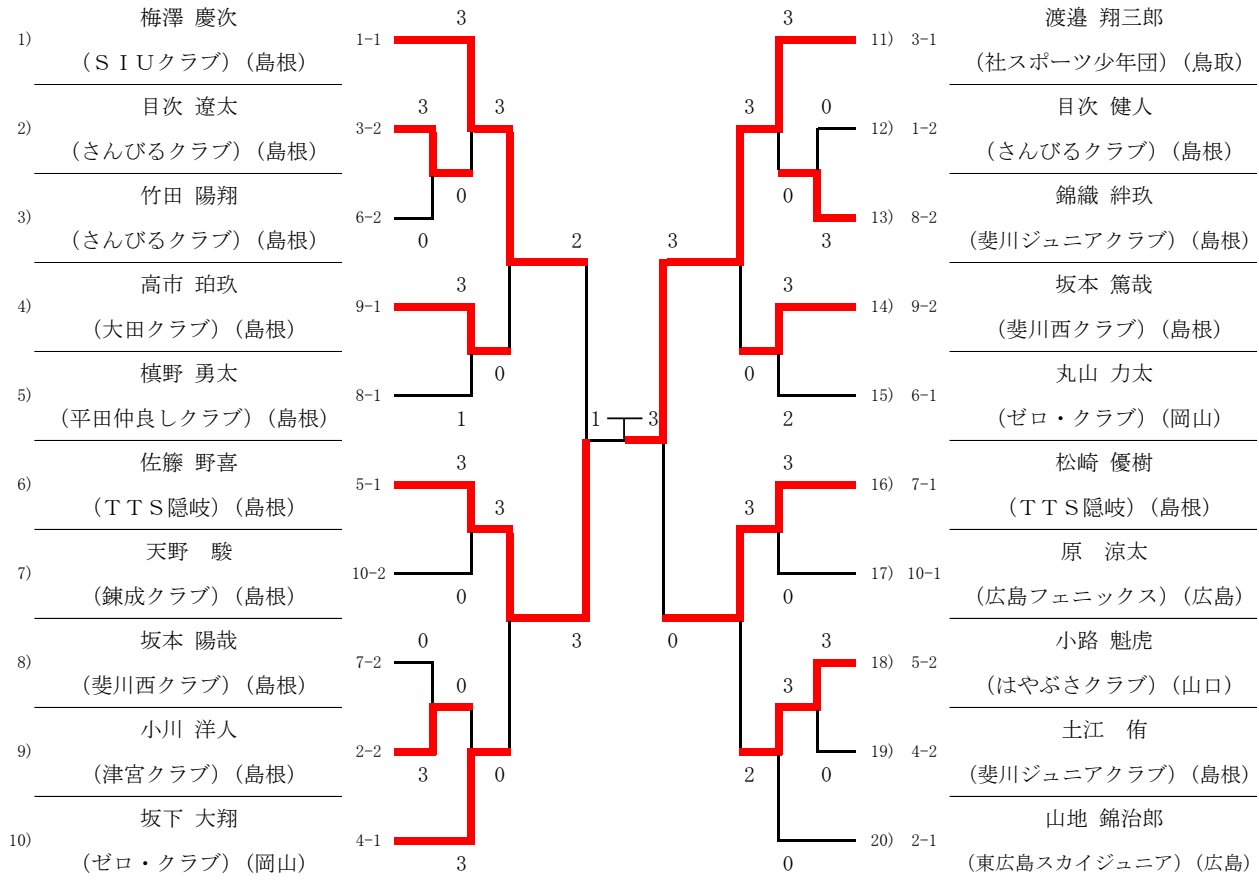 1) 梅澤 慶次 1-1 3
(SIUクラブ) (島根)
2) 目次 遼太 3-2 3 3
(さんびるクラブ) (島根)
0
3) 竹田 陽翔 6-2
(さんびるクラブ) (島根) 0 2
4) 高市 珀玖 9-1 3
(大田クラブ) (島根)
0
5) 槙野 勇太 8-1
(平田仲良しクラブ) (島根) 1
1 3
6) 佐籐 野喜 5-1 3
(TTS隠岐) (島根) 3
7) 天野 駿 10-2
(錬成クラブ) (島根) 0
8) 坂本 陽哉 7-2 0 3
(斐川西クラブ) (島根) 0
9) 小川 洋人 2-2
(津宮クラブ) (島根) 3 0
10) 坂下 大翔 4-1
(ゼロ・クラブ) (岡山) 3
3 11) 3-1 渡邉 翔三郎
(社スポーツ少年団) (鳥取)
3 0 12) 1-2 目次 健人
(さんびるクラブ) (島根)
0
13) 8-2 錦織 絆玖
3 3 (斐川ジュニアクラブ) (島根)
3 14) 9-2 坂本 篤哉
(斐川西クラブ) (島根)
0
15) 6-1 丸山 力太
2 (ゼロ・クラブ) (岡山)
3 16) 7-1 松崎 優樹
3 (TTS隠岐) (島根)
17) 10-1 原 涼太
0 (広島フェニックス) (広島)
0 3 18) 5-2 小路 魁虎
3 (はやぶさクラブ) (山口)
19) 4-2 土江 侑
2 0 (斐川ジュニアクラブ) (島根)
20) 2-1 山地 錦治郎
0 (東広島スカイジュニア) (広島)